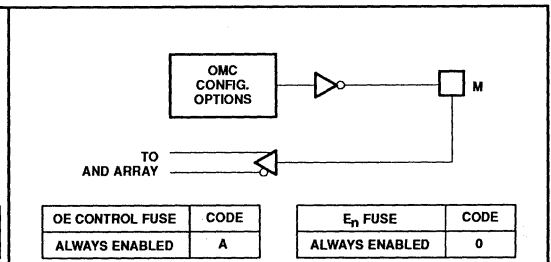 OMC
CONFIG.
OPTIONS
M
TO
AND ARRAY
OE CONTROL FUSE CODE
ALWAYS ENABLED A
En FUSE CODE
ALWAYS ENABLED 0